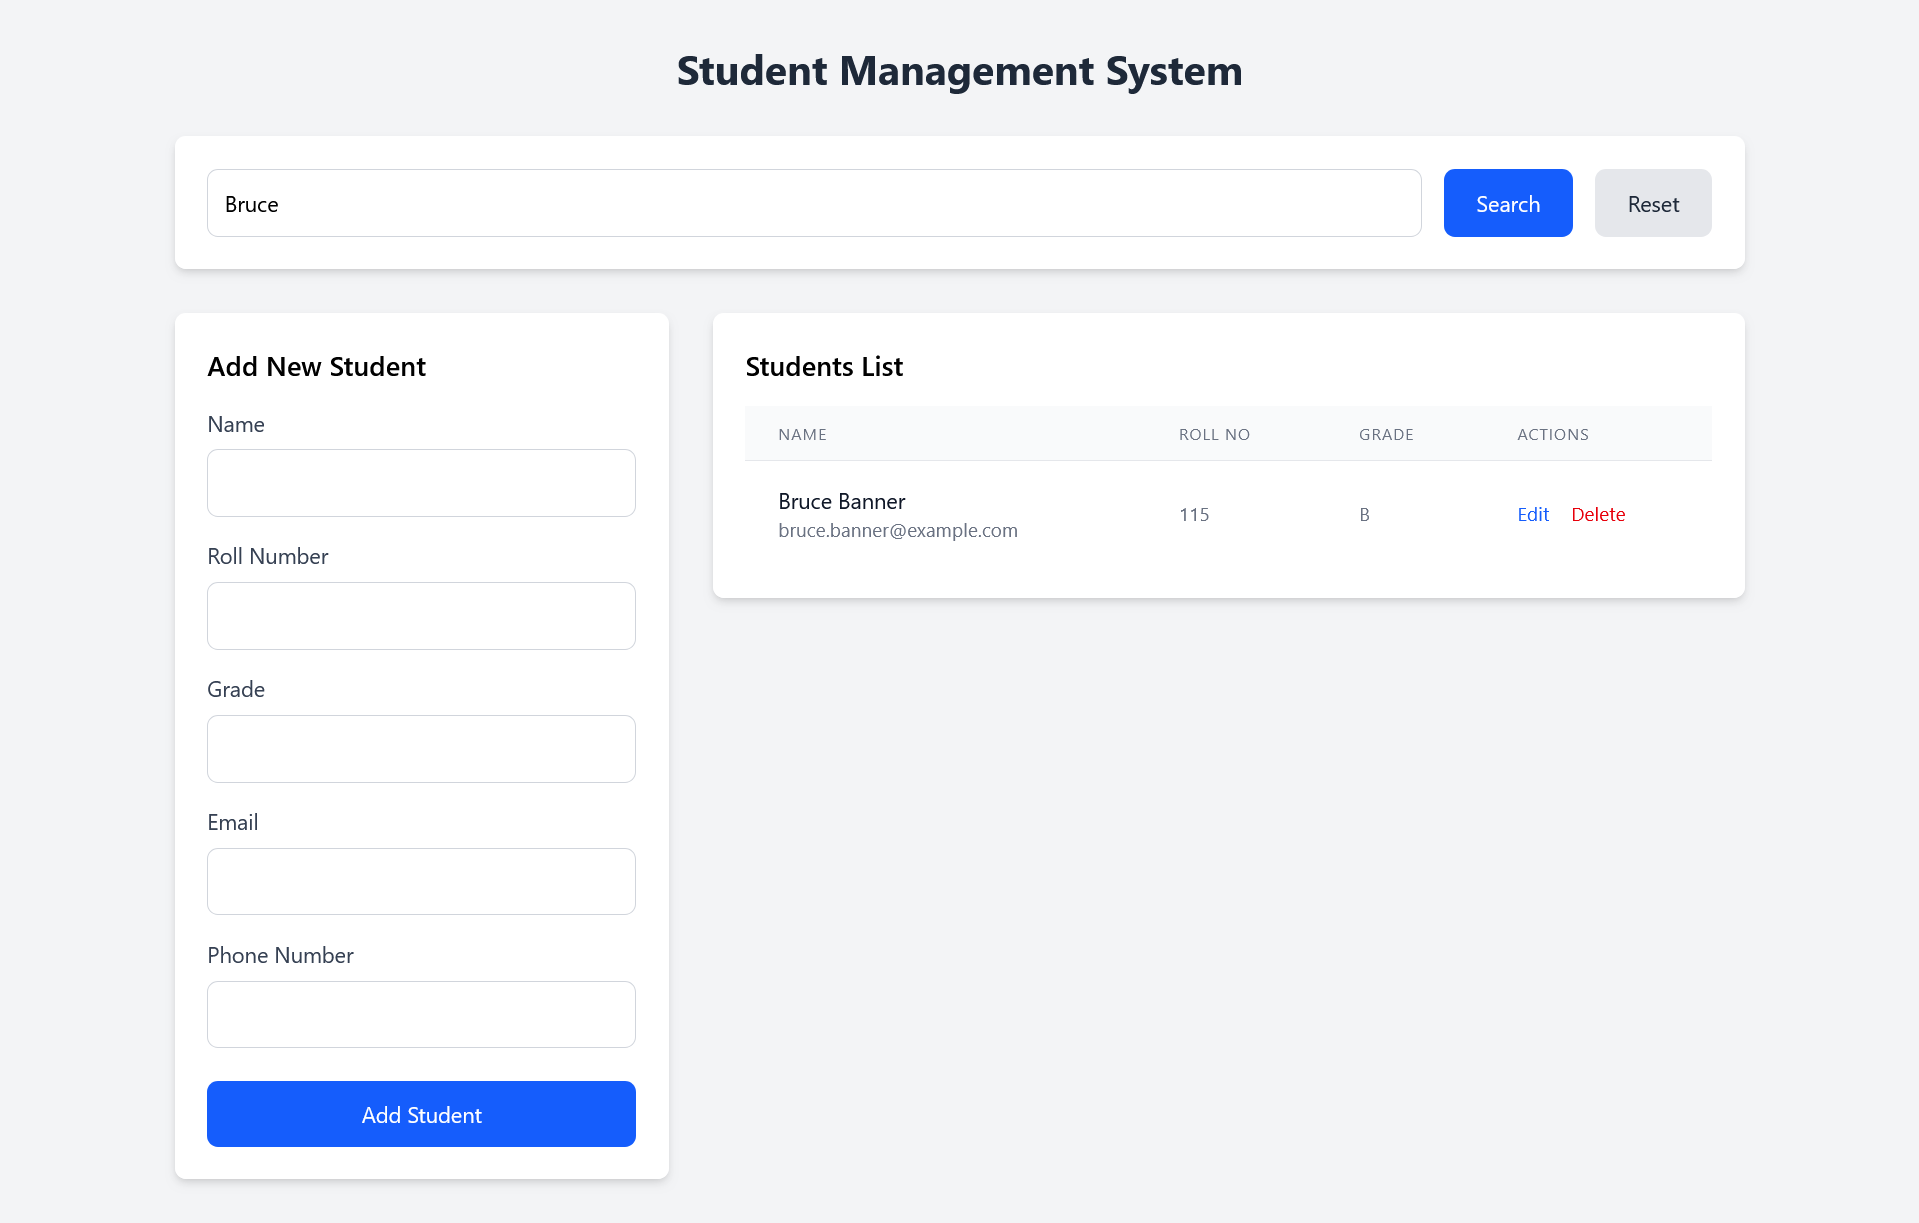 Student Management System
Bruce
Search
Reset
Add New Student
Name
Roll Number
Grade
Email
Phone Number
Add Student
Students List
NAME ROLL NO GRADE ACTIONS
Bruce Banner
bruce.banner@example.com
115 B Edit Delete